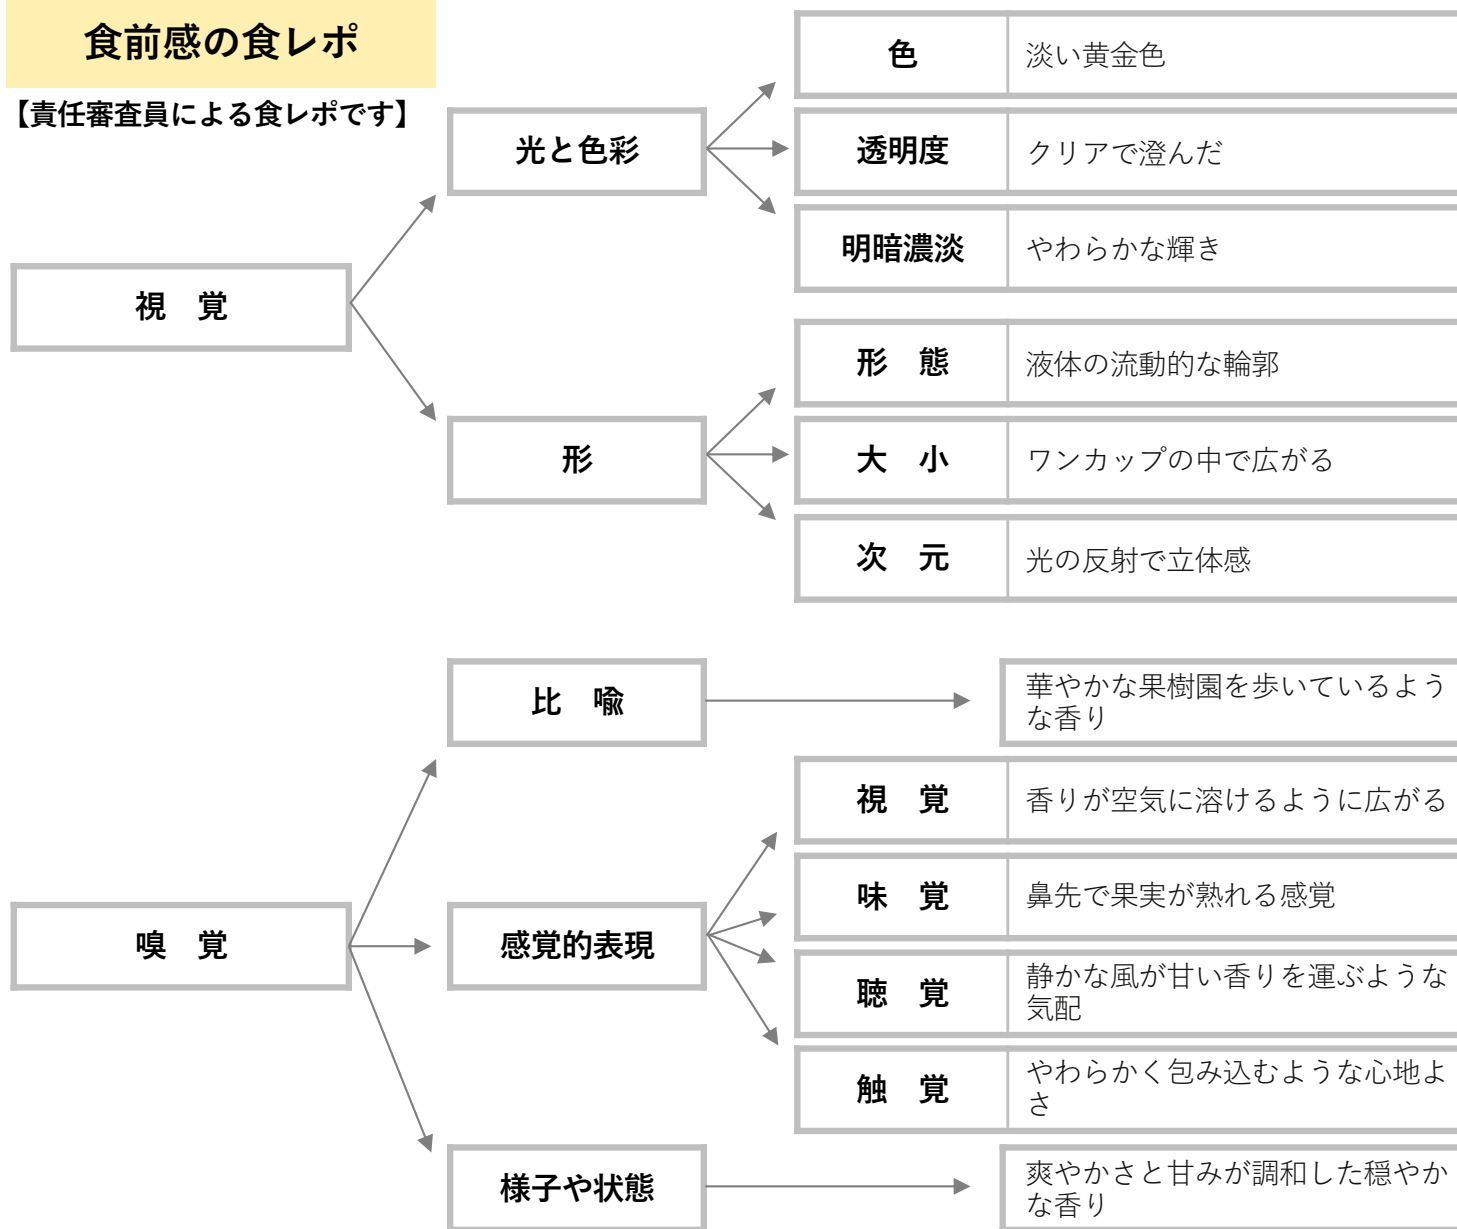 食前感の食レポ
【責任審査員による食レポです】
視　覚
光と色彩
色
淡い黄金色
透明度
クリアで澄んだ
明暗濃淡
やわらかな輝き
形
形　態
液体の流動的な輪郭
大　小
ワンカップの中で広がる
次　元
光の反射で立体感
嗅　覚
比　喩
華やかな果樹園を歩いているよう
な香り
感覚的表現
視　覚
香りが空気に溶けるように広がる
味　覚
鼻先で果実が熟れる感覚
聴　覚
静かな風が甘い香りを運ぶような
気配
触　覚
やわらかく包み込むような心地よ
さ
様子や状態
爽やかさと甘みが調和した穏やか
な香り